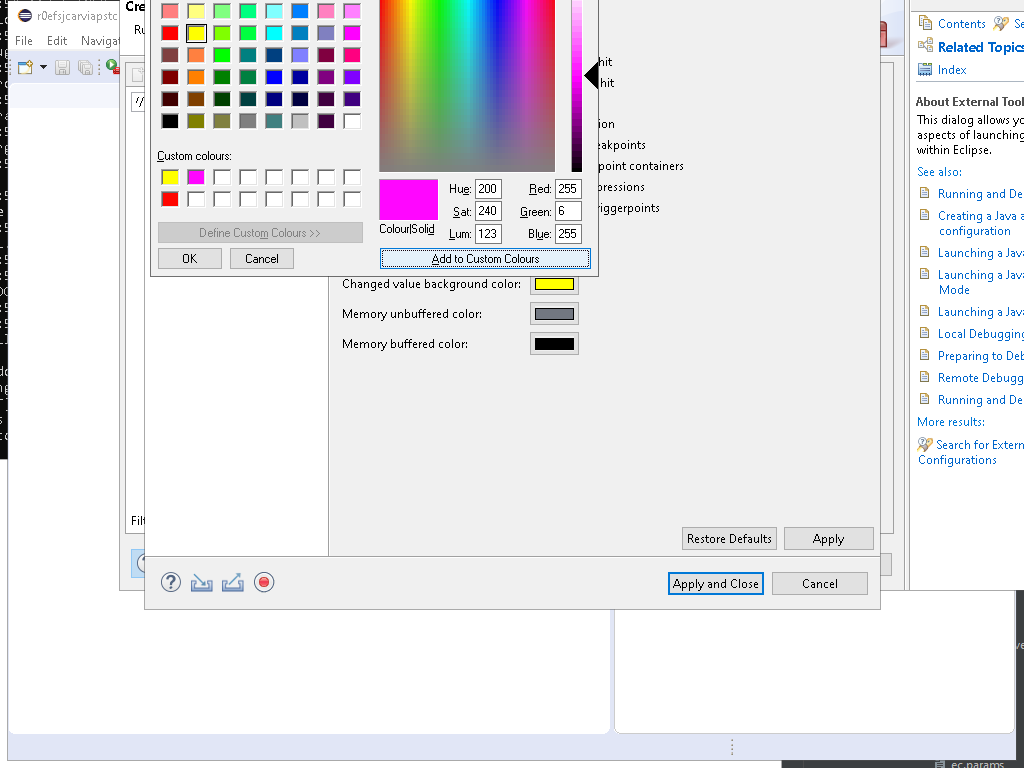 r0efsjcarviapstc
File Edit Navigat
Cre
Ru
//
Custom colours:
Define Custom Colours >>
OK
Cancel
Hue: 200
Sat: 240
Lum: 123
Red: 255
Green: 6
Blue: 255
Colour|Solid
Add to Custom Colours
hit
hit
ion
eakpoints
point containers
pressions
riggerpoints
Changed value background color:
Memory unbuffered color:
Memory buffered color:
Filt
Restore Defaults
Apply
Apply and Close
Cancel
Contents
Se
Related Topics
Index
About External Tool
This dialog allows yo
aspects of launching
within Eclipse.
See also:
Running and De
Creating a Java a
configuration
Launching a Java
Launching a Java
Mode
Launching a Java
Local Debugging
Preparing to Deb
Remote Debugg
Running and De
More results:
Search for Extern
Configurations
ec.params